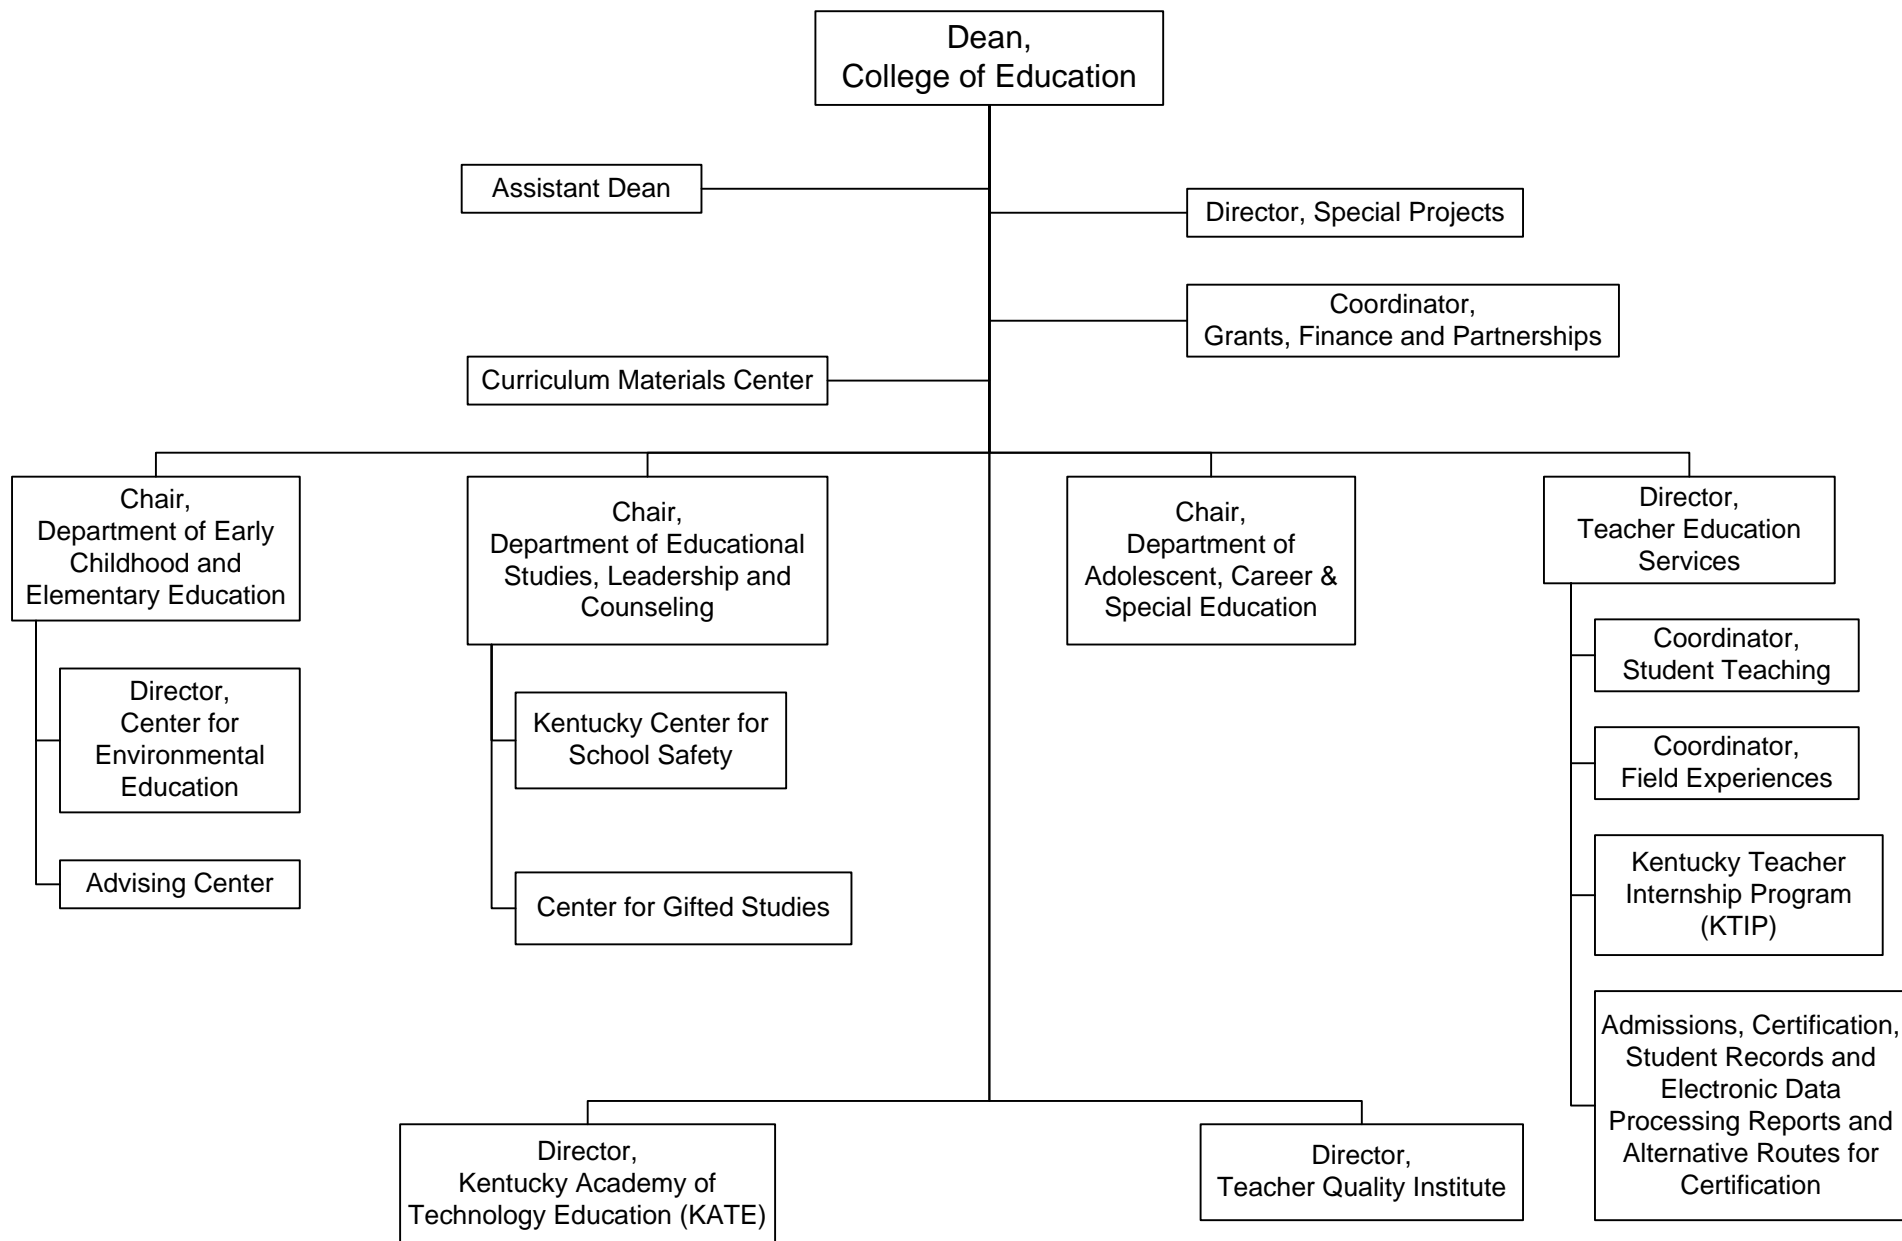 Dean,
College of Education
Assistant Dean
Director, Special Projects
Coordinator,
Grants, Finance and Partnerships
Curriculum Materials Center
Chair,
Department of Early
Childhood and
Elementary Education
Chair,
Department of Educational
Studies, Leadership and
Counseling
Chair,
Department of
Adolescent, Career &
Special Education
Director,
Teacher Education
Services
Director,
Center for
Environmental
Education
Advising Center
Kentucky Center for
School Safety
Center for Gifted Studies
Coordinator,
Student Teaching
Coordinator,
Field Experiences
Kentucky Teacher
Internship Program
(KTIP)
Admissions, Certification,
Student Records and
Electronic Data
Processing Reports and
Alternative Routes for
Certification
Director,
Kentucky Academy of
Technology Education (KATE)
Director,
Teacher Quality Institute